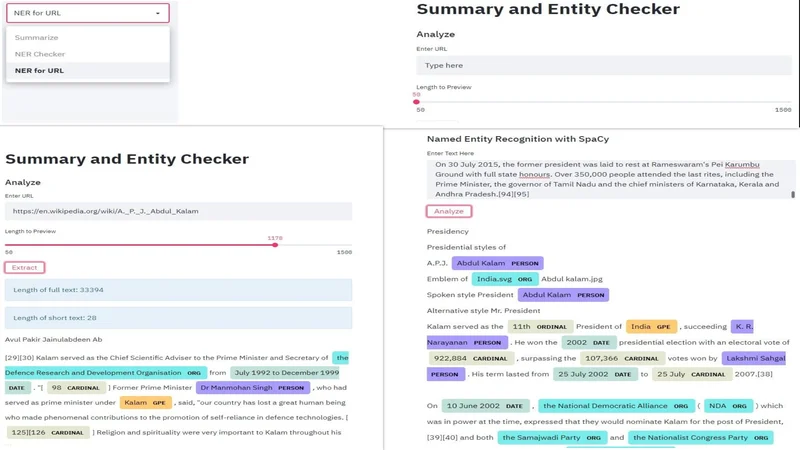 NER for URL
Summarize
NER Checker
NER for URL
Summary and Entity Checker
Analyze
Enter URL
Type here
Length to Preview
50
50 1500
Summary and Entity Checker
Analyze
Enter URL
https://en.wikipedia.org/wiki/A._P._J._Abdul_Kalam
Length to Preview
1178
50 1500
Extract
Length of full text: 33394
Length of short text: 28
Avul Pakir Jainulabdeen Ab
[29][30] Kalam served as the Chief Scientific Adviser to the Prime Minister and Secretary of the
Defence Research and Development Organisation ORG from July 1992 to December 1999
DATE . "[ 98 CARDINAL ] Former Prime Minister Dr Manmohan Singh PERSON , who had
served as prime minister under Kalam GPE , said, "our country has lost a great human being
who made phenomenal contributions to the promotion of self-reliance in defence technologies. [
125][126 CARDINAL ] Religion and spirituality were very important to Kalam throughout his
Named Entity Recognition with SpaCy
Enter Text Here
On 30 July 2015, the former president was laid to rest at Rameswaram's Pei Karumbu
Ground with full state honours. Over 350,000 people attended the last rites, including the
Prime Minister, the governor of Tamil Nadu and the chief ministers of Karnataka, Kerala and
Andhra Pradesh.[94][95]
Analyze
Presidency
Presidential styles of
A.P.J. Abdul Kalam PERSON
Emblem of India.svg ORG Abdul kalam.jpg
Spoken style President Abdul Kalam PERSON
Alternative style Mr. President
Kalam served as the 11th ORDINAL President of India GPE , succeeding K. R.
Narayanan PERSON . He won the 2002 DATE presidential election with an electoral vote of
922,884 CARDINAL , surpassing the 107,366 CARDINAL votes won by Lakshmi Sahgal
PERSON . His term lasted from 25 July 2002 DATE to 25 July CARDINAL 2007.[38]
On 10 June 2002 DATE , the National Democratic Alliance ORG ( NDA ORG ) which
was in power at the time, expressed that they would nominate Kalam for the post of President,
[39][40] and both the Samajwadi Party ORG and the Nationalist Congress Party ORG